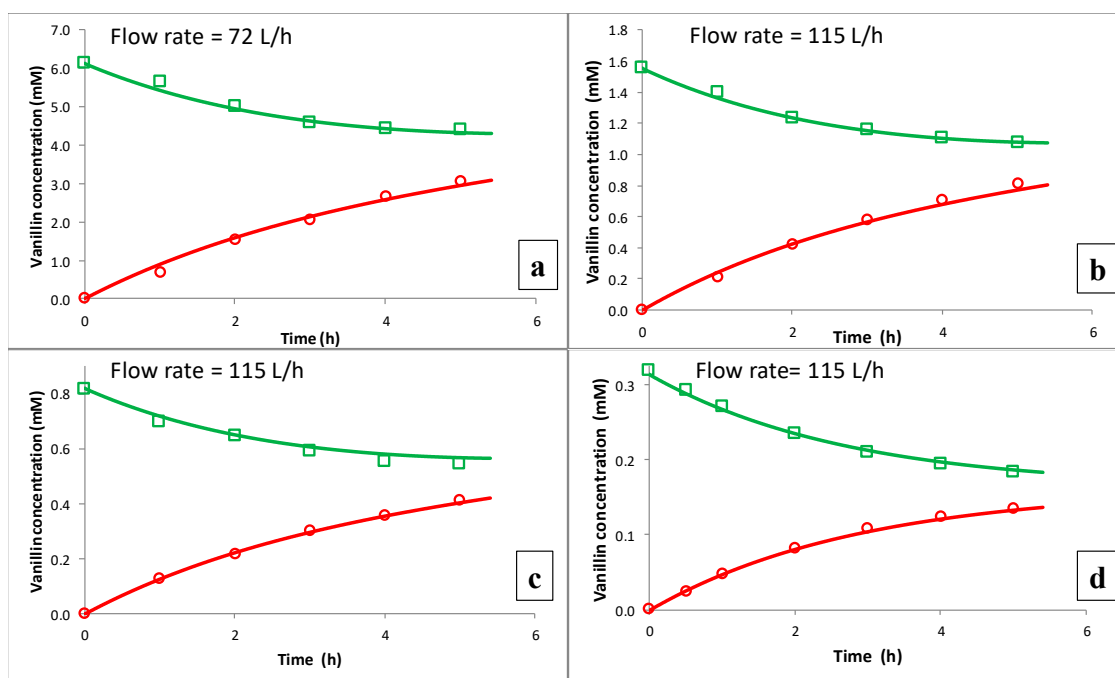 Flow rate = 72 L/h
Vanillin concentration (mM)
7.0
6.0
5.0
4.0
3.0
2.0
1.0
0.0
0 2 4 6
Time (h)
a
Flow rate = 115 L/h
Vanillin concentration (mM)
1.8
1.6
1.4
1.2
1.0
0.8
0.6
0.4
0.2
0.0
0 2 4 6
Time (h)
b
Flow rate = 115 L/h
Vanillin concentration (mM)
0.8
0.6
0.4
0.2
0.0
0 2 4 6
Time (h)
c
Flow rate= 115 L/h
Vanillin concentration (mM)
0.3
0.2
0.1
0.0
0 2 4 6
Time (h)
d